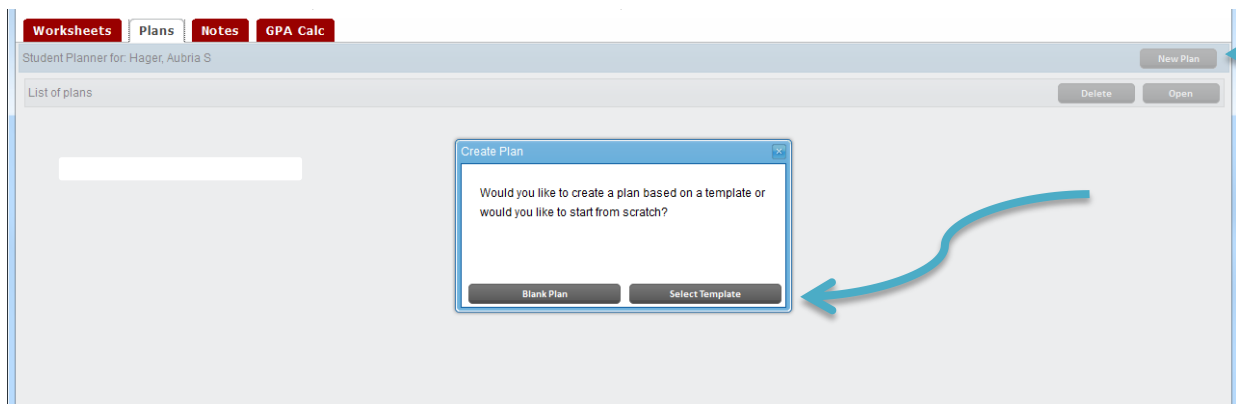 Worksheets Plans Notes GPA Calc
Student Planner for: Hager, Aubria S New Plan
List of plans Delete Open
Create Plan
Would you like to create a plan based on a template or
would you like to start from scratch?
Blank Plan Select Template